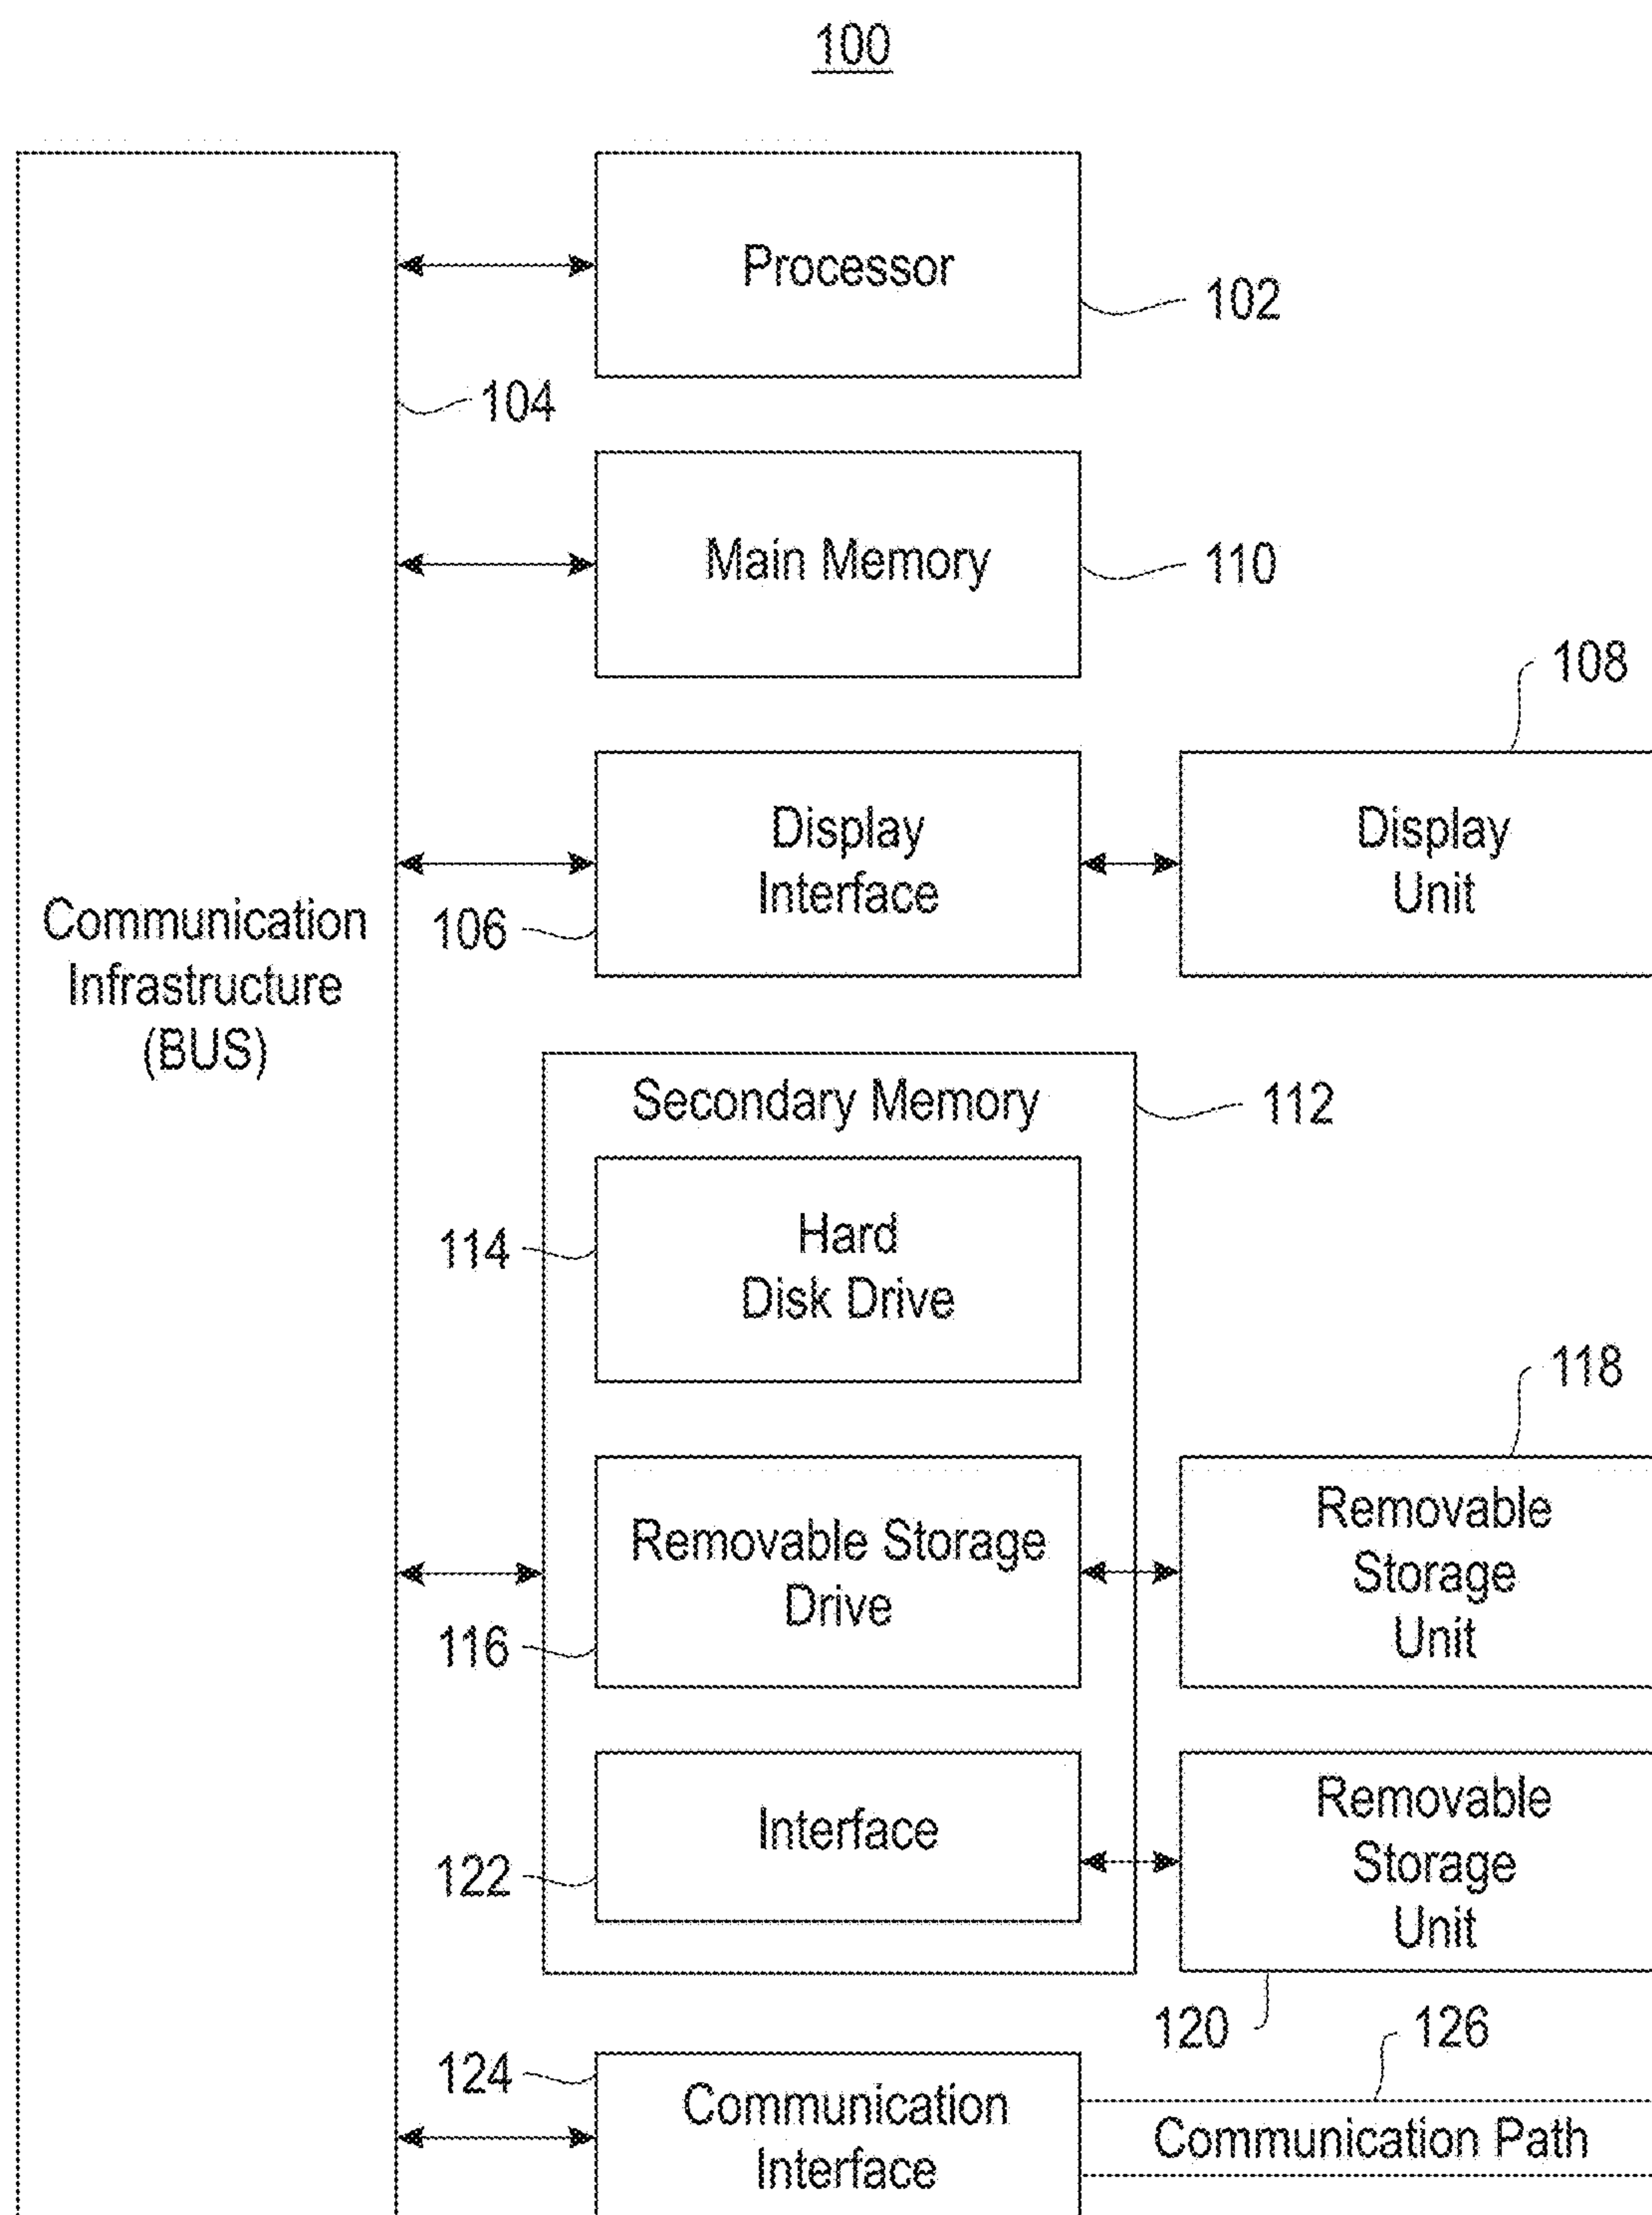 100
Processor
102
104
Main Memory
110
108
Display
Interface
Display
Unit
106
Communication
Infrastructure
(BUS)
Secondary Memory
112
Hard
Disk Drive
114
118
Removable Storage
Drive
116
Removable
Storage
Unit
Interface
122
Removable
Storage
Unit
120
126
124
Communication
Interface
Communication Path